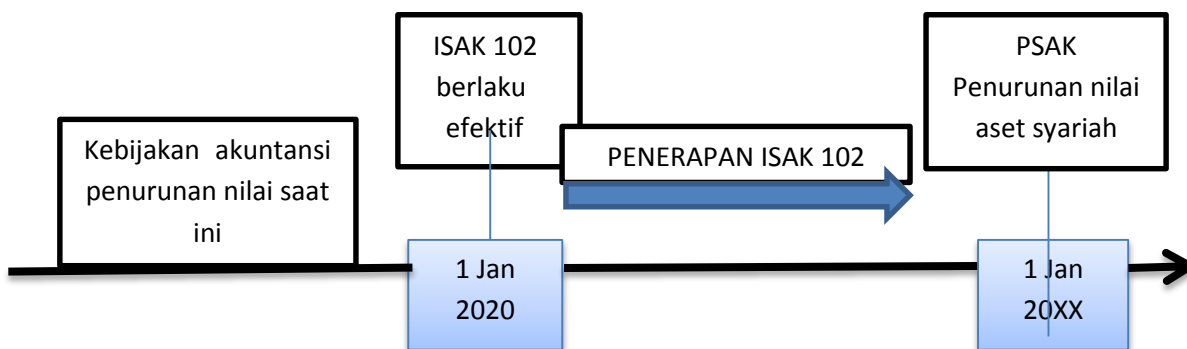 Kebijakan akuntansi
penurunan nilai saat
ini
ISAK 102
berlaku
efektif
1 Jan
2020
PENERAPAN ISAK 102
PSAK
Penurunan nilai
aset syariah
1 Jan
20XX